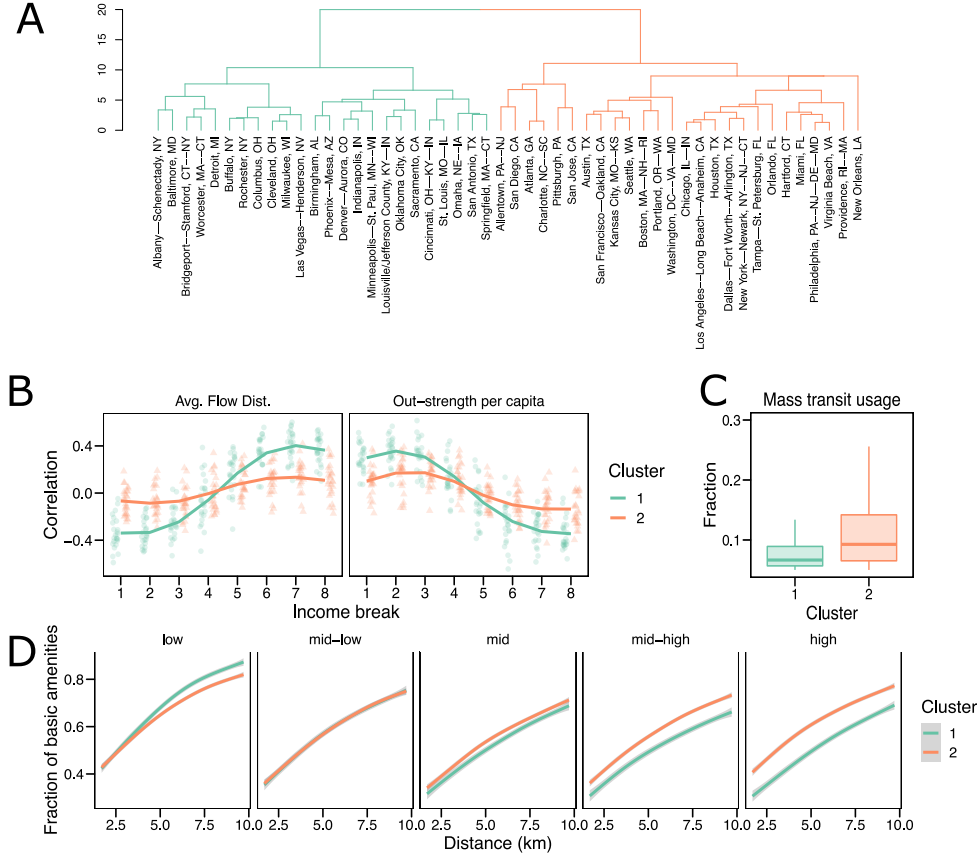 A
20
15
10
5
0
Albany−−Schenectady, NY
Baltimore, MD
Bridgeport−−Stamford, CT−−NY
Worcester, MA−−CT
Detroit, MI
Buffalo, NY
Rochester, NY
Columbus, OH
Cleveland, OH
Milwaukee, WI
Las Vegas−−Henderson, NV
Birmingham, AL
Phoenix−−Mesa, AZ
Denver−−Aurora, CO
Indianapolis, IN
Minneapolis−−St. Paul, MN−−WI
Louisville/Jefferson County, KY−−IN
Oklahoma City, OK
Sacramento, CA
Cincinnati, OH−−KY−−IN
St. Louis, MO−−IL
Omaha, NE−−IA
San Antonio, TX
Springfield, MA−−CT
Allentown, PA−−NJ
San Diego, CA
Atlanta, GA
Charlotte, NC−−SC
Pittsburgh, PA
San Jose, CA
Austin, TX
San Francisco−−Oakland, CA
Kansas City, MO−−KS
Seattle, WA
Boston, MA−−NH−−RI
Portland, OR−−WA
Washington, DC−−VA−−MD
Chicago, IL−−IN
Los Angeles−−Long Beach−−Anaheim, CA
Houston, TX
Dallas−−Fort Worth−−Arlington, TX
New York−−Newark, NY−−NJ−−CT
Tampa−−St. Petersburg, FL
Orlando, FL
Hartford, CT
Miami, FL
Philadelphia, PA−−NJ−−DE−−MD
Virginia Beach, VA
Providence, RI−−MA
New Orleans, LA
B
Avg. Flow Dist.
Out−strength per capita
Correlation
0.4
0.0
−0.4
1 2 3 4 5 6 7 8
1 2 3 4 5 6 7 8
Income break
Cluster
1
2
C
Mass transit usage
Fraction
0.3
0.2
0.1
1 2
Cluster
D
low
mid−low
mid
mid−high
high
Fraction of basic amenities
0.8
0.6
0.4
2.5 5.0 7.5 10.0
2.5 5.0 7.5 10.0
2.5 5.0 7.5 10.0
2.5 5.0 7.5 10.0
2.5 5.0 7.5 10.0
Distance (km)
Cluster
1
2